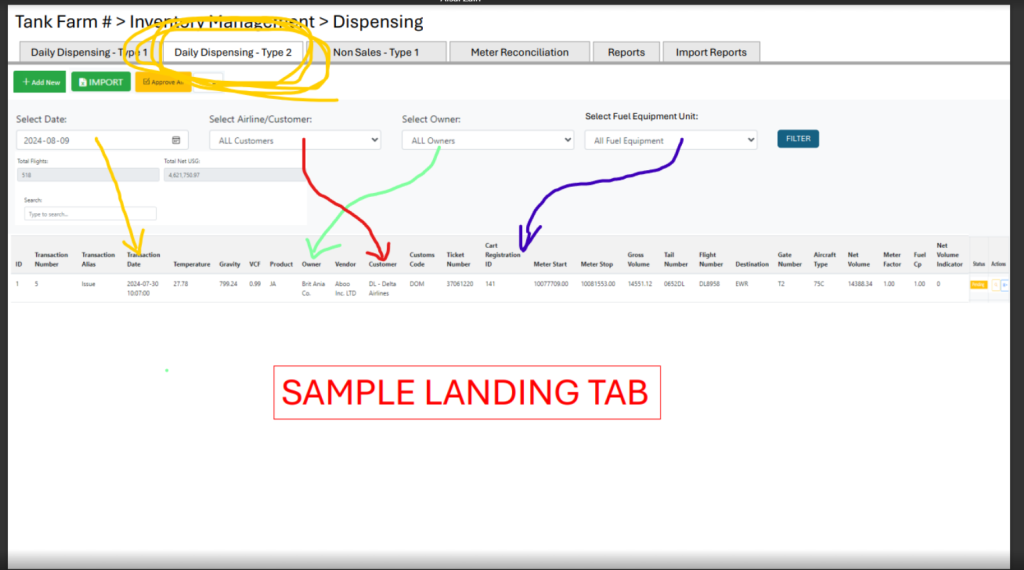 Tank Farm # > Inventory Management > Dispensing
Daily Dispensing - Type 1 Daily Dispensing - Type 2 Non Sales - Type 1 Meter Reconciliation Reports Import Reports
+ Add New IMPORT Approve
Select Date: Select Airline/Customer: Select Owner: Select Fuel Equipment Unit:
2024-08-09 ALL Customers ALL Owners All Fuel Equipment FILTER
Total Flights: Total Net USG:
518 4,621,750.87
Search:
Type to search...
ID Transaction Number Transaction Alias Transaction Date Temperature Gravity VCF Product Owner Vendor Customer Customs Code Ticket Number Cart Registration ID Meter Start Meter Stop Gross Volume Tail Number Flight Number Destination Gate Number Aircraft Type Net Volume Meter Factor Fuel Cp Net Volume Indicator Status Action
1 5 Issue 2024-07-30 10:07:00 27.78 799.24 0.99 JA Brit Ania Co. Aboo Inc. LTD DL - Delta Airlines DOM 37061220 141 10077709.00 10081553.00 14551.12 0652DL DL8958 EWR T2 75C 14388.34 1.00 1.00 0
SAMPLE LANDING TAB